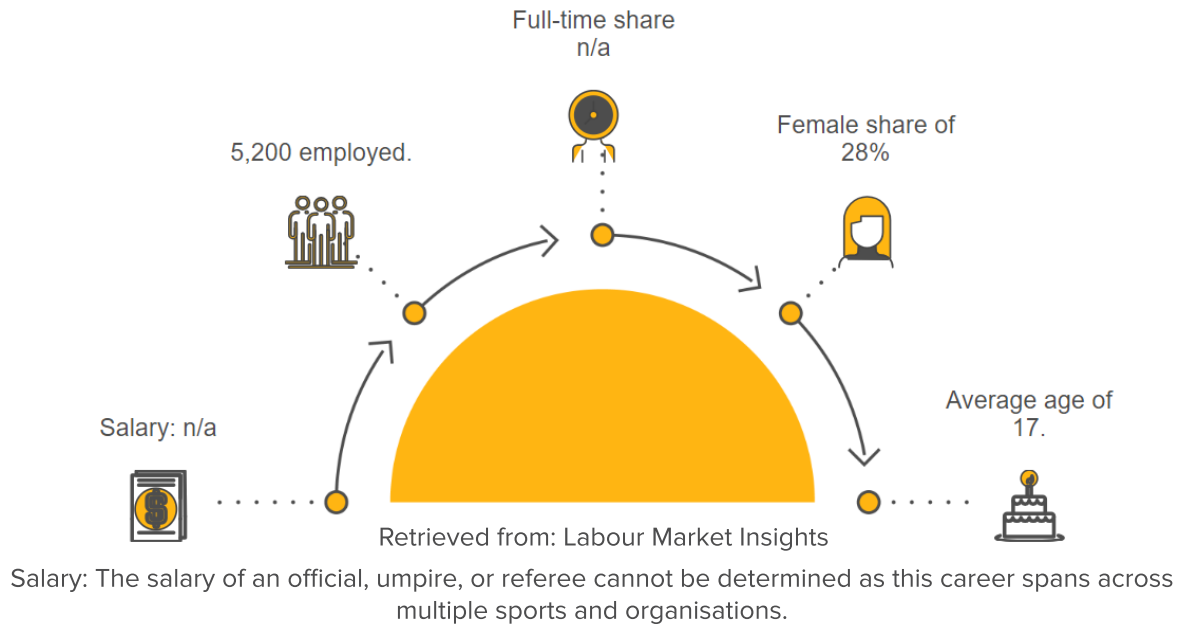 Full-time share
n/a
Female share of
28%
5,200 employed.
Average age of
17.
Salary: n/a
$
Retrieved from: Labour Market Insights
Salary: The salary of an official, umpire, or referee cannot be determined as this career spans across
multiple sports and organisations.